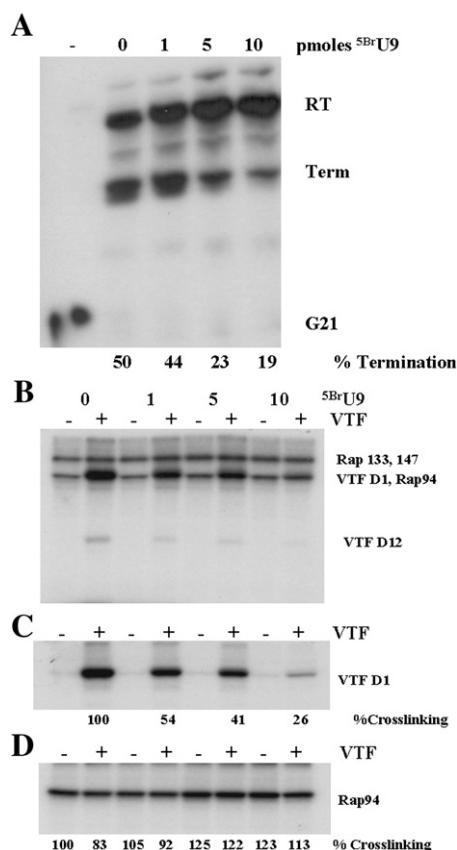 A
- 0 1 5 10 pmoles 5BrU9
RT
Term
G21
50 44 23 19 % Termination
B
0 1 5 10 5BrU9
- + - + - + - + VTF
Rap 133, 147
VTF D1, Rap94
VTF D12
C
- + - + - + - + VTF
VTF D1
100 54 41 26 %Crosslinking
D
- + - + - + - + VTF
Rap94
100 83 105 92 125 122 123 113 % Crosslinking